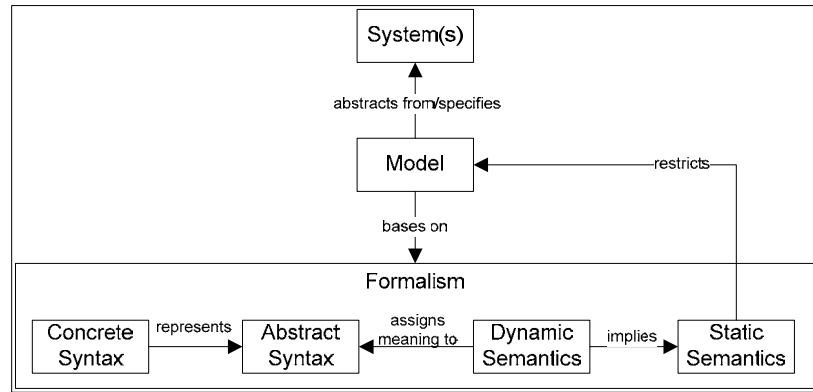 System(s)
abstracts from/specifies
Model
restricts
bases on
Formalism
Concrete
Syntax
represents
Abstract
Syntax
assigns
meaning to
Dynamic
Semantics
implies
Static
Semantics